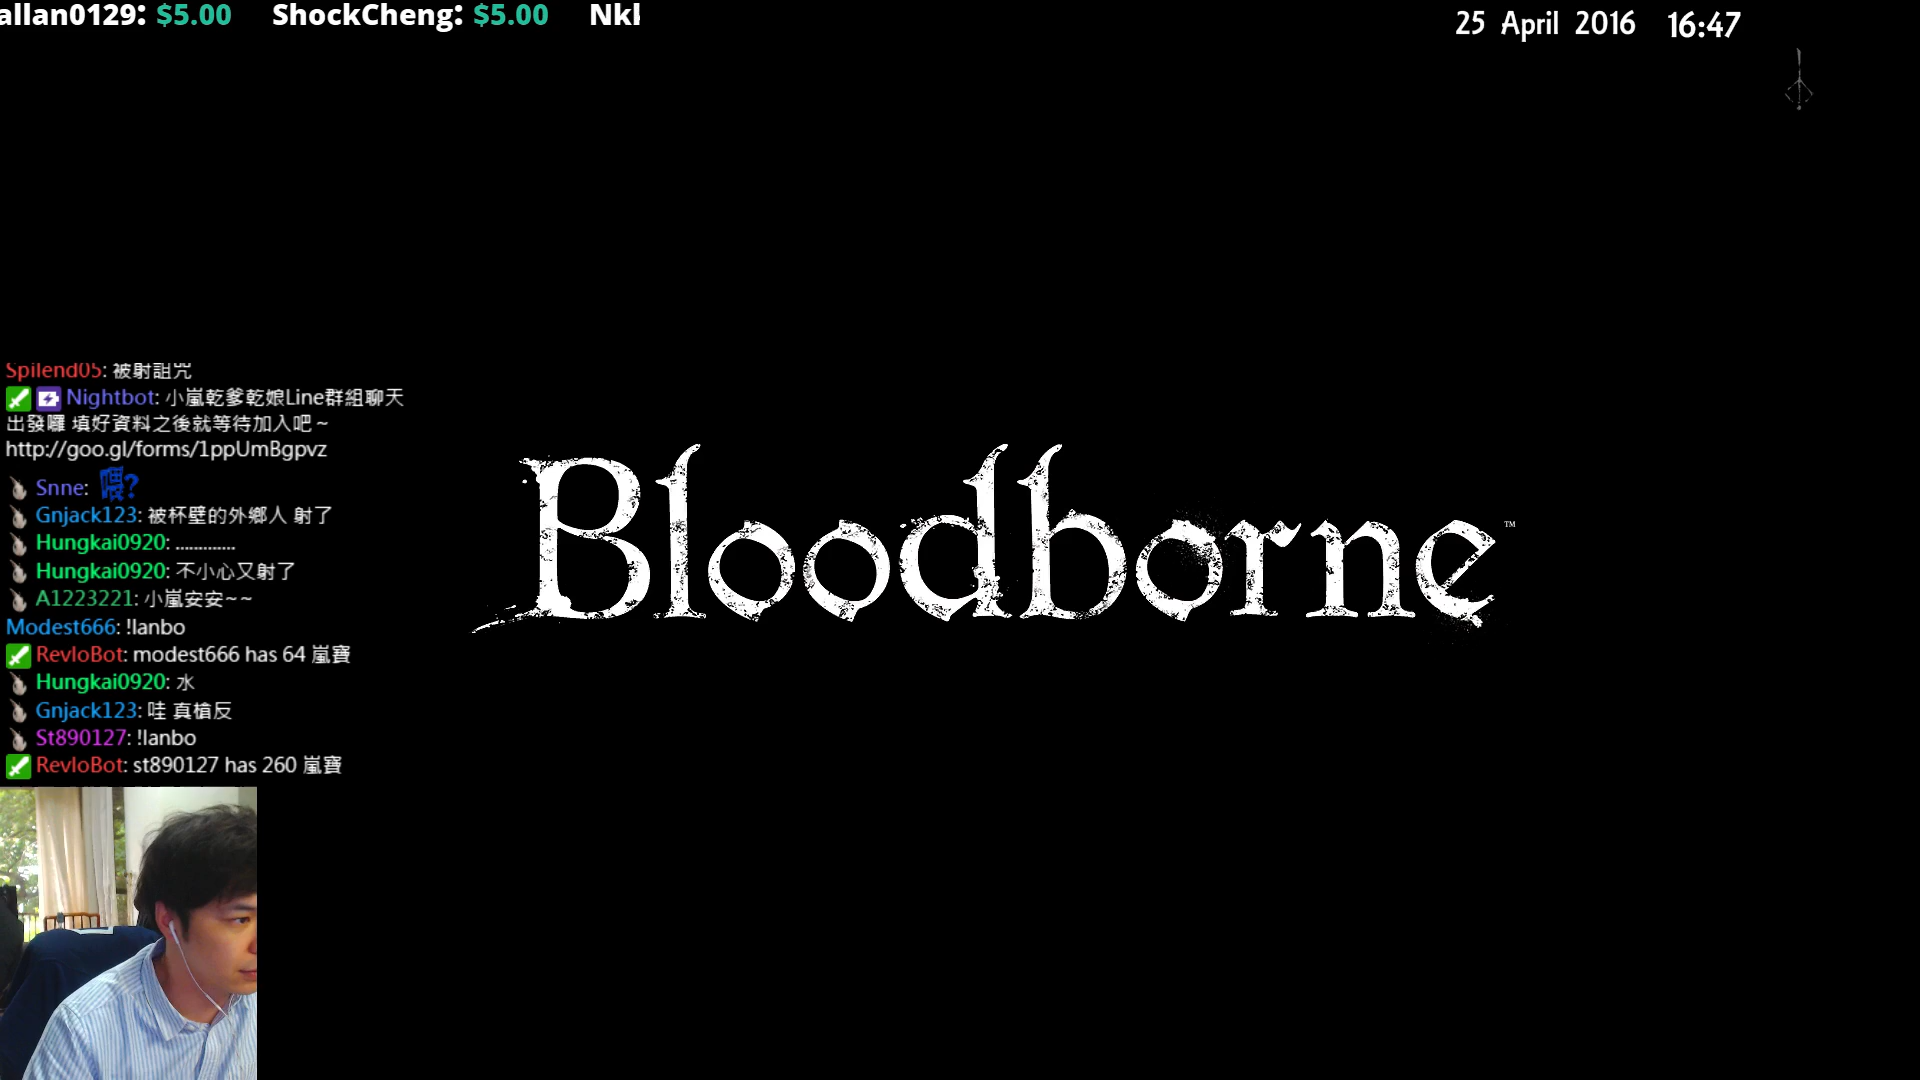 allan0129: $5.00 ShockCheng: $5.00
25 April 2016 16:47
Spilend05: 被射詛咒
Nightbot: 小嵐乾爹乾娘Line群組聊天
出發囉 填好資料之後就等待加入吧~
http://goo.gl/forms/1ppUmBgpvz
Snne: 喂?
Gnjack123: 被杯壁的外鄉人 射了
Hungkai0920: .............
Hungkai0920: 不小心又射了
A1223221: 小嵐安安~~
Modest666: !lanbo
RevloBot: modest666 has 64 嵐寶
Hungkai0920: 水
Gnjack123: 哇 真槍反
St890127: !lanbo
RevloBot: st890127 has 260 嵐寶
Bloodborne™